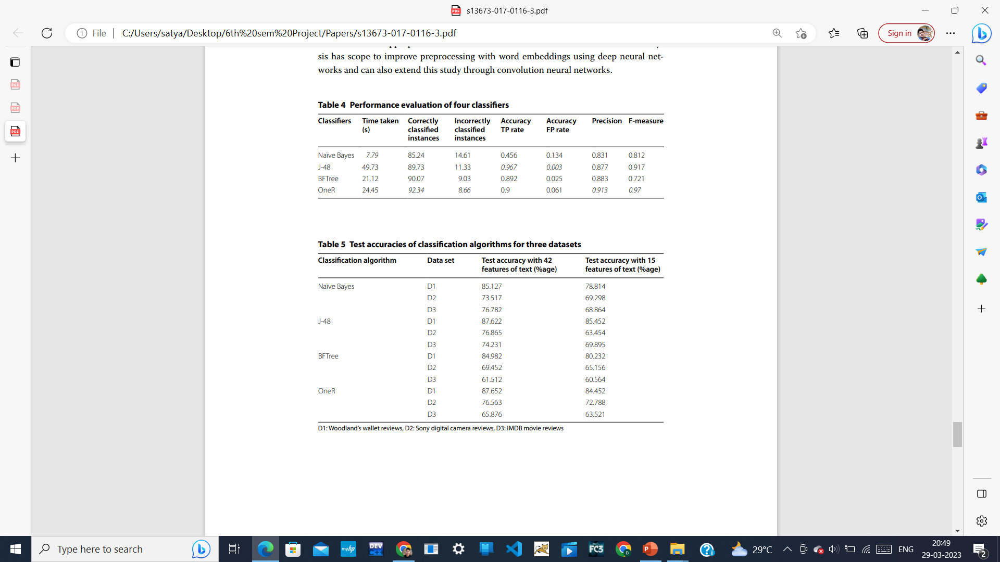 s13673-017-0116-3.pdf
File | C:/Users/satya/Desktop/6th%20sem%20Project/Papers/s13673-017-0116-3.pdf
Sign in
sis has scope to improve preprocessing with word embeddings using deep neural net-
works and can also extend this study through convolution neural networks.
Table 4 Performance evaluation of four classifiers
Classifiers Time taken (s) Correctly classified instances Incorrectly classified instances Accuracy TP rate Accuracy FP rate Precision F-measure
Naïve Bayes 7.79 85.24 14.61 0.456 0.134 0.831 0.812
J-48 49.73 89.73 11.33 0.967 0.003 0.877 0.917
BFTree 21.12 90.07 9.03 0.892 0.025 0.883 0.721
OneR 24.45 92.34 8.66 0.9 0.061 0.913 0.97
Table 5 Test accuracies of classification algorithms for three datasets
Classification algorithm Data set Test accuracy with 42 features of text (%age) Test accuracy with 15 features of text (%age)
Naïve Bayes D1 85.127 78.814
D2 73.517 69.298
D3 76.782 68.864
J-48 D1 87.622 85.452
D2 76.865 63.454
D3 74.231 69.895
BFTree D1 84.982 80.232
D2 69.452 65.156
D3 61.512 60.564
OneR D1 87.652 84.452
D2 76.563 72.788
D3 65.876 63.521
D1: Woodland's wallet reviews, D2: Sony digital camera reviews, D3: IMDB movie reviews
Type here to search
29°C
ENG
20:49
29-03-2023
2